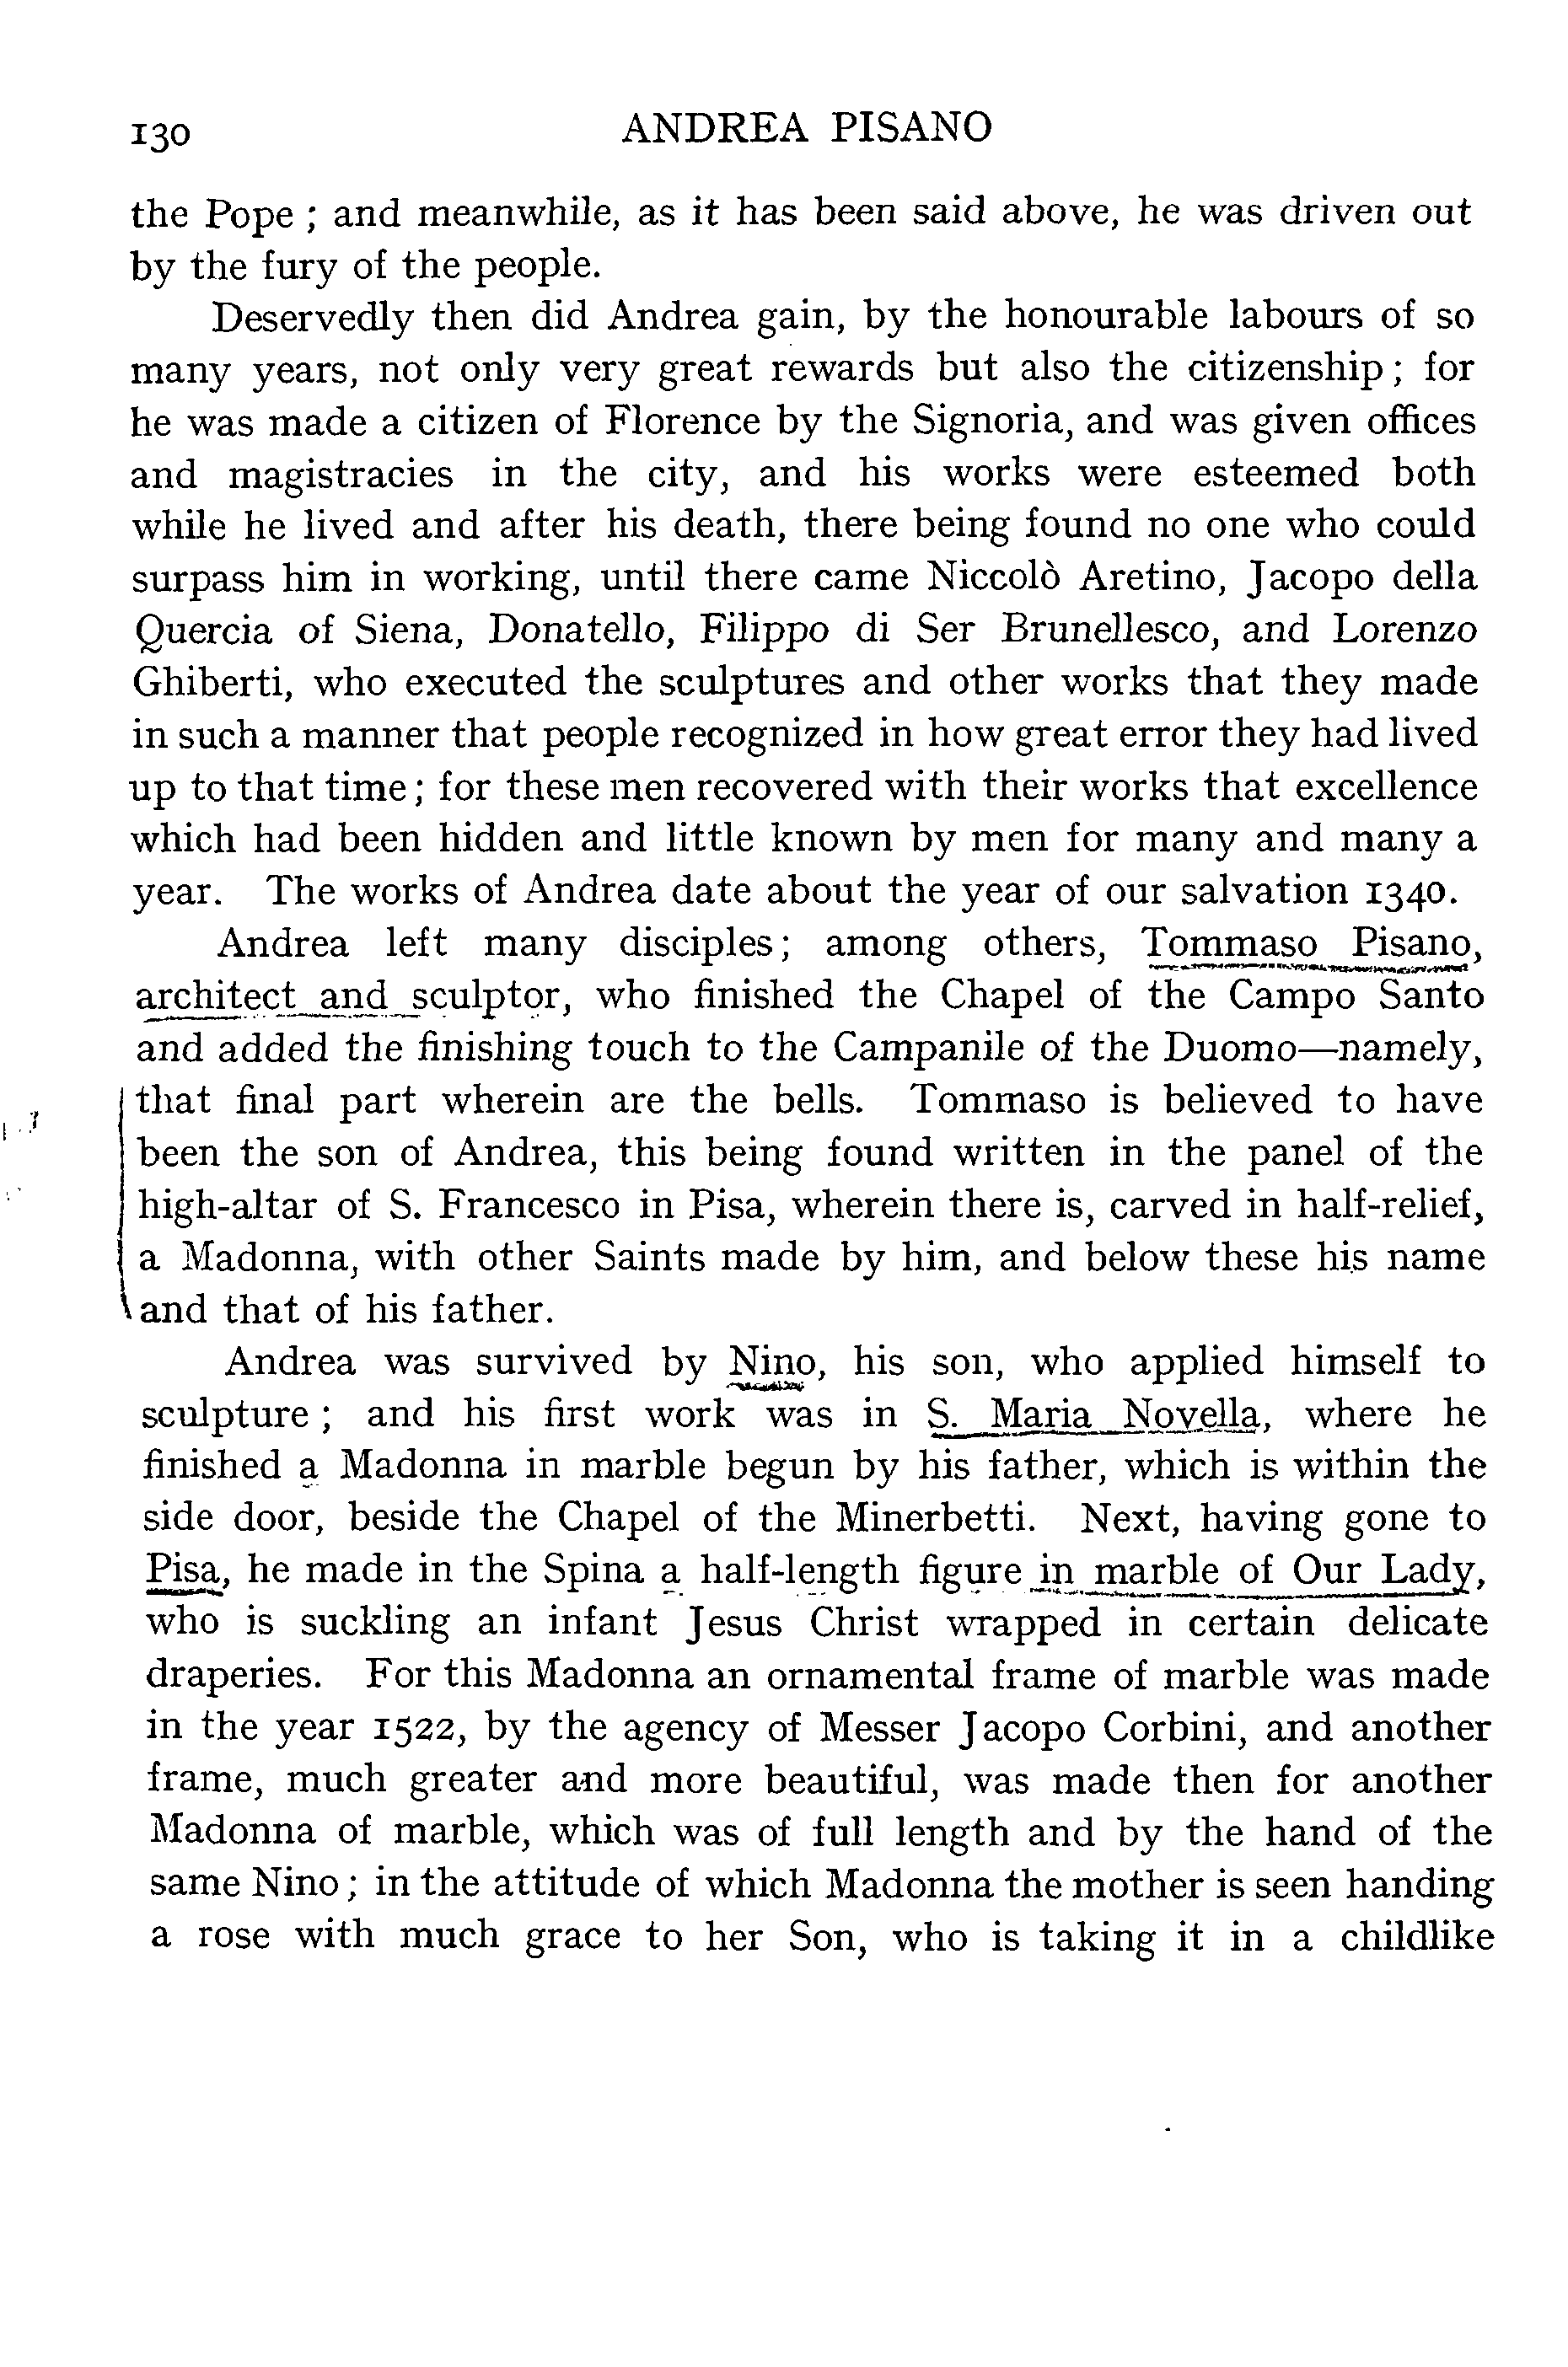 130 ANDREA PISANO
the Pope ; and meanwhile, as it has been said above, he was driven out
by the fury of the people.
Deservedly then did Andrea gain, by the honourable labours of so
many years, not only very great rewards but also the citizenship ; for
he was made a citizen of Florence by the Signoria, and was given offices
and magistracies in the city, and his works were esteemed both
while he lived and after his death, there being found no one who could
surpass him in working, until there came Niccolò Aretino, Jacopo della
Quercia of Siena, Donatello, Filippo di Ser Brunellesco, and Lorenzo
Ghiberti, who executed the sculptures and other works that they made
in such a manner that people recognized in how great error they had lived
up to that time ; for these men recovered with their works that excellence
which had been hidden and little known by men for many and many a
year. The works of Andrea date about the year of our salvation 1340.
Andrea left many disciples ; among others, Tommaso Pisano,
architect and sculptor, who finished the Chapel of the Campo Santo
and added the finishing touch to the Campanile of the Duomo—namely,
that final part wherein are the bells. Tommaso is believed to have
been the son of Andrea, this being found written in the panel of the
high-altar of S. Francesco in Pisa, wherein there is, carved in half-relief,
a Madonna, with other Saints made by him, and below these his name
and that of his father.
Andrea was survived by Nino, his son, who applied himself to
sculpture ; and his first work was in S. Maria Novella, where he
finished a Madonna in marble begun by his father, which is within the
side door, beside the Chapel of the Minerbetti. Next, having gone to
Pisa, he made in the Spina a half-length figure in marble of Our Lady,
who is suckling an infant Jesus Christ wrapped in certain delicate
draperies. For this Madonna an ornamental frame of marble was made
in the year 1522, by the agency of Messer Jacopo Corbini, and another
frame, much greater and more beautiful, was made then for another
Madonna of marble, which was of full length and by the hand of the
same Nino ; in the attitude of which Madonna the mother is seen handing
a rose with much grace to her Son, who is taking it in a childlike